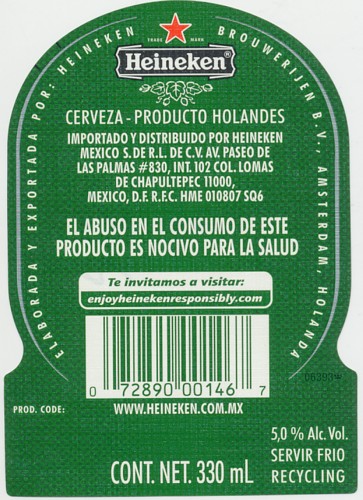 ELABORADA Y EXPORTADA POR: HEINEKEN BROUWERIJEN B.V., AMSTERDAM, HOLANDA
TRADE MARK
Heineken
CERVEZA - PRODUCTO HOLANDES
IMPORTADO Y DISTRIBUIDO POR HEINEKEN
MEXICO S. DE R.L. DE C.V. AV. PASEO DE
LAS PALMAS #830, INT. 102 COL. LOMAS
DE CHAPULTEPEC 11000,
MEXICO, D.F. R.F.C. HME 010807 SQ6
EL ABUSO EN EL CONSUMO DE ESTE
PRODUCTO ES NOCIVO PARA LA SALUD
Te invitamos a visitar:
enjoyheinekenresponsibly.com
0 72890 00146 7
PROD. CODE:
WWW.HEINEKEN.COM.MX
5,0 % Alc. Vol.
SERVIR FRIO
CONT. NET. 330 mL RECYCLING